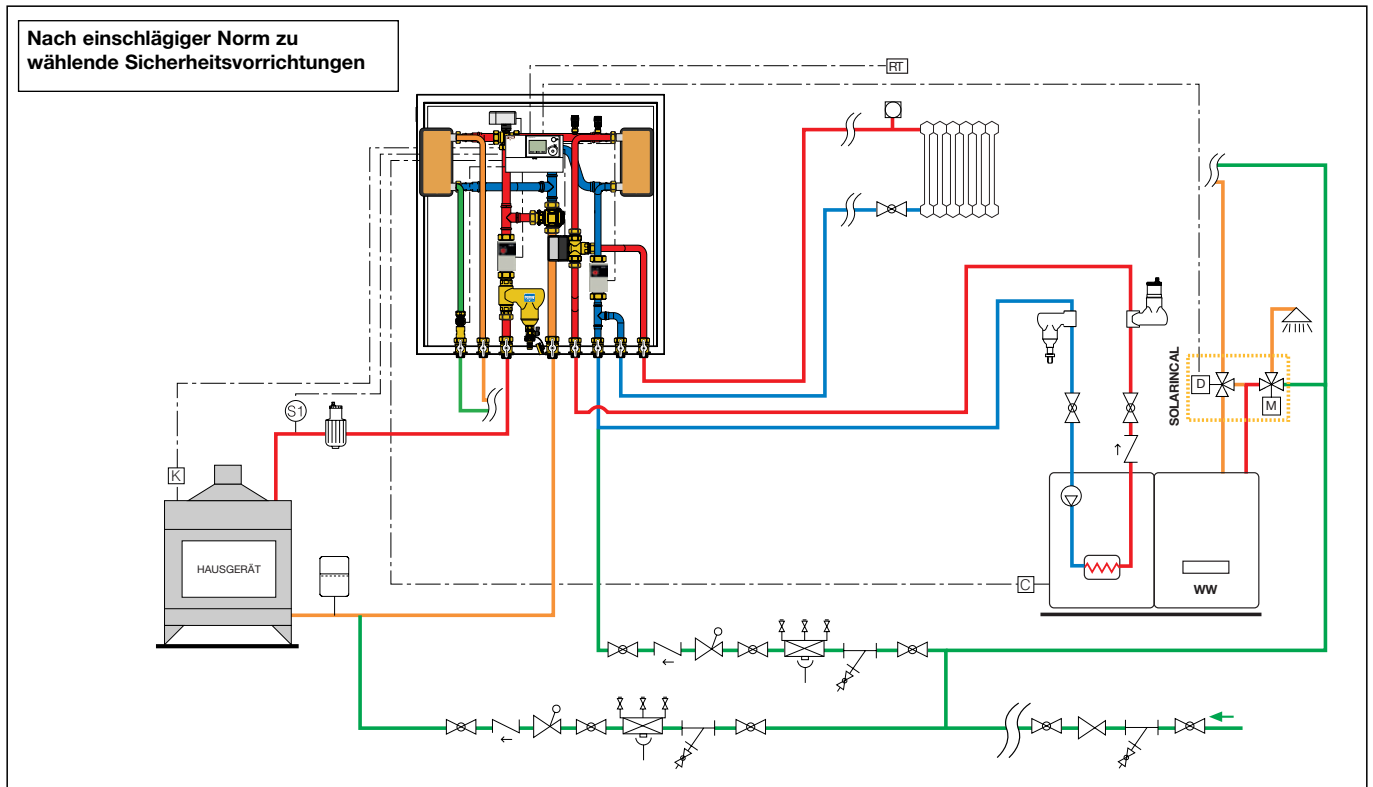 Nach einschlägiger Norm zu
wählende Sicherheitsvorrichtungen
RT
S1
K
HAUSGERÄT
SOLARINCAL
D
M
C
WW